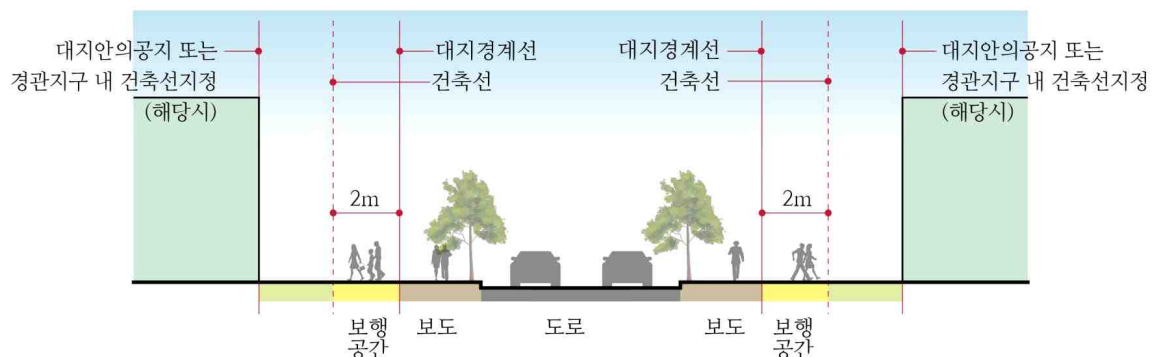 대지안의공지 또는
경관지구 내 건축선지정
(해당시)
대지경계선
건축선
대지경계선
건축선
대지안의공지 또는
경관지구 내 건축선지정
(해당시)
2m
2m
보행
공간
보도
도로
보도
보행
공간